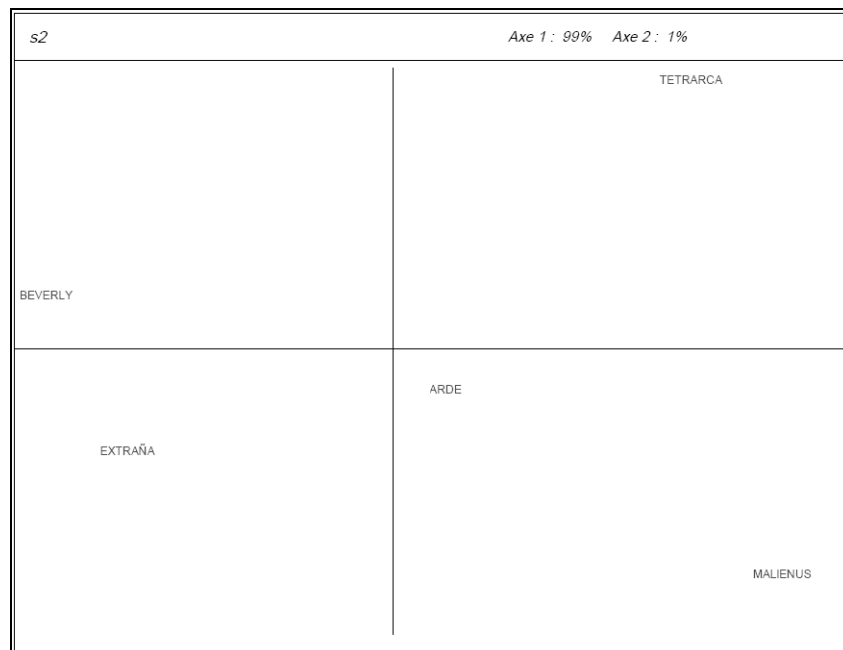 s2 Axe 1 : 99% Axe 2 : 1%
TETRARCA
BEVERLY
ARDE
EXTRAÑA
MALIENUS